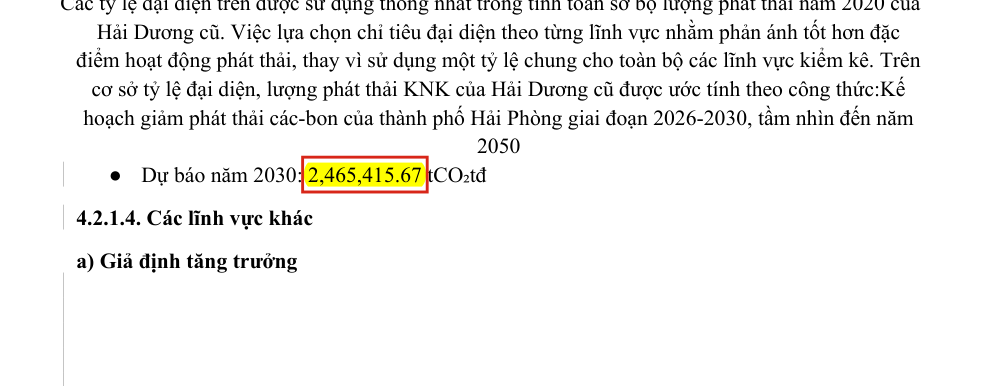 Các tỷ lệ đại diện trên được sử dụng thống nhất trong tính toán sơ bộ lượng phát thải năm 2020 của
Hải Dương cũ. Việc lựa chọn chỉ tiêu đại diện theo từng lĩnh vực nhằm phản ánh tốt hơn đặc
điểm hoạt động phát thải, thay vì sử dụng một tỷ lệ chung cho toàn bộ các lĩnh vực kiểm kê. Trên
cơ sở tỷ lệ đại diện, lượng phát thải KNK của Hải Dương cũ được ước tính theo công thức:Kế
hoạch giảm phát thải các-bon của thành phố Hải Phòng giai đoạn 2026-2030, tầm nhìn đến năm
2050
● Dự báo năm 2030: 2,465,415.67 tCO₂tđ
4.2.1.4. Các lĩnh vực khác
a) Giả định tăng trưởng